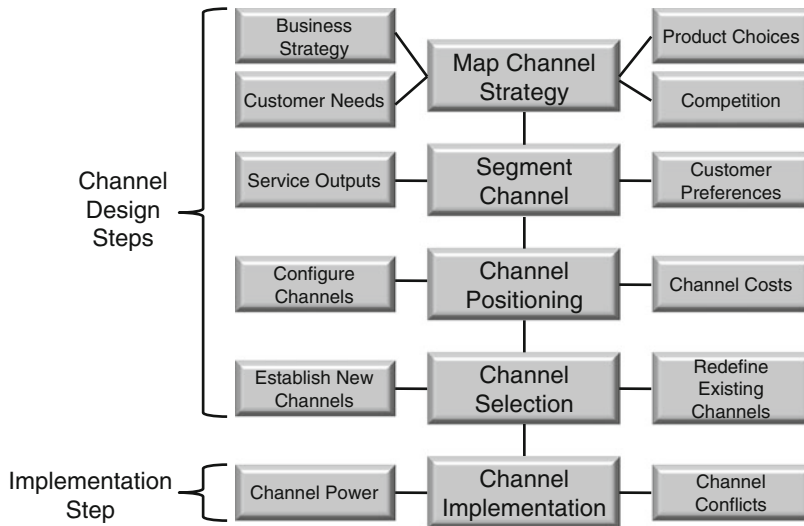 Business
Strategy
Map Channel
Strategy
Product Choices
Customer Needs
Competition
Channel
Design
Steps
Service Outputs
Segment
Channel
Customer
Preferences
Configure
Channels
Channel
Positioning
Channel Costs
Establish New
Channels
Channel
Selection
Redefine
Existing
Channels
Implementation
Step
Channel Power
Channel
Implementation
Channel
Conflicts